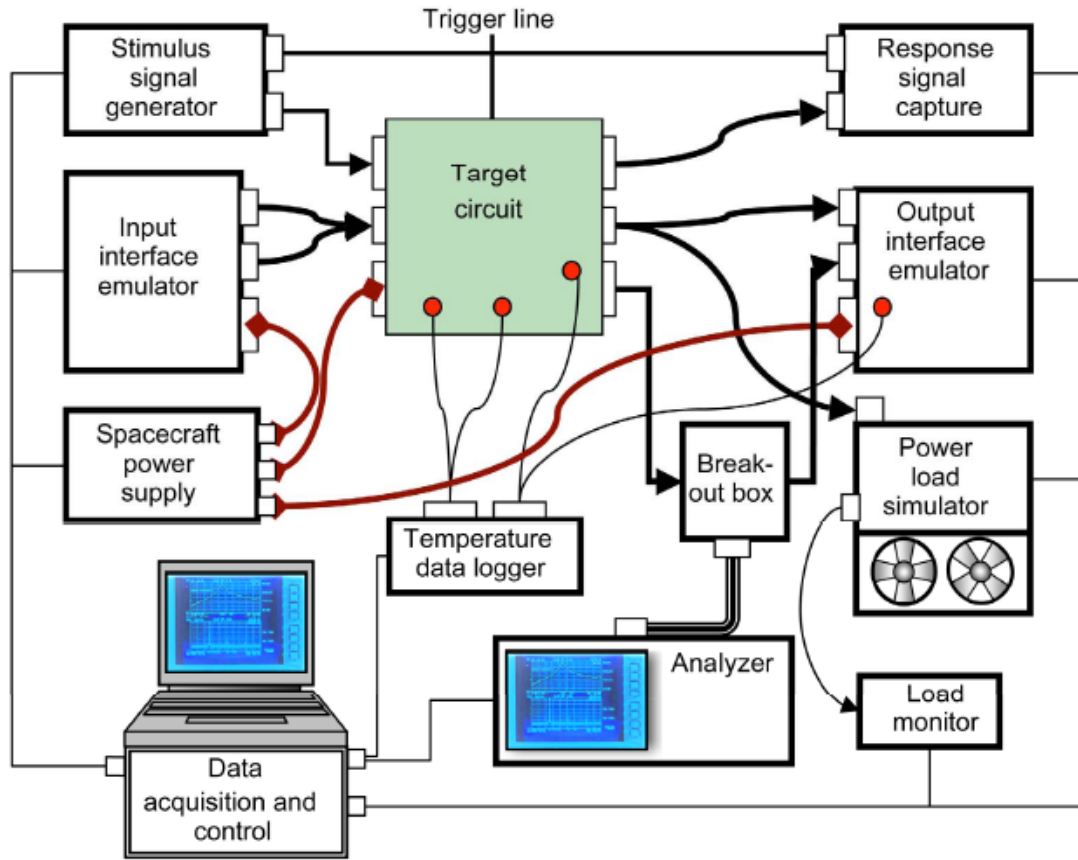 Trigger line
Stimulus
signal
generator
Response
signal
capture
Target
circuit
Input
interface
emulator
Output
interface
emulator
Spacecraft
power
supply
Break-
out box
Power
load
simulator
Temperature
data logger
Analyzer
Load
monitor
Data
acquisition and
control